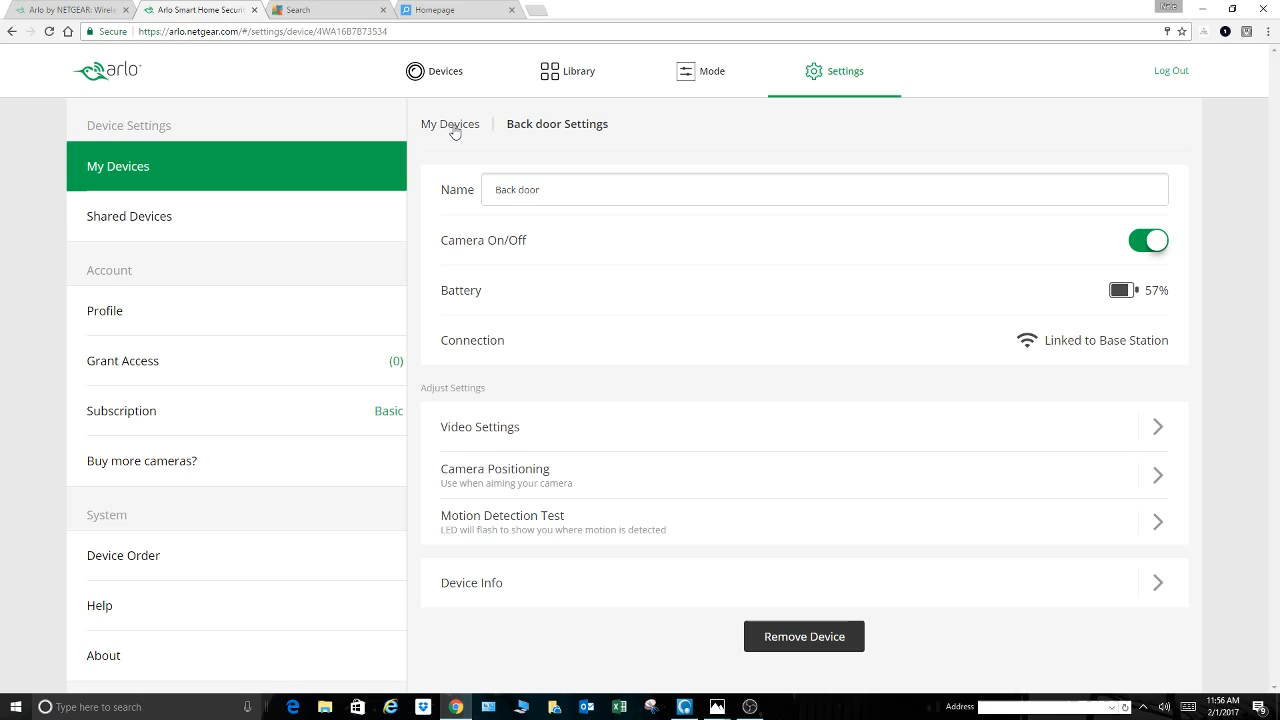 Arlo by NETGEAR: Wirele
Arlo Smart Home Securit
Search
Homepage
Secure
https://arlo.netgear.com/#/settings/device/4WA16B7B73534
arlo
Devices
Library
Mode
Settings
Log Out
Device Settings
My Devices
Shared Devices
Account
Profile
Grant Access (0)
Subscription Basic
Buy more cameras?
System
Device Order
Help
About
My Devices | Back door Settings
Name Back door
Camera On/Off
Battery 57%
Connection Linked to Base Station
Adjust Settings
Video Settings
Camera Positioning
Use when aiming your camera
Motion Detection Test
LED will flash to show you where motion is detected
Device Info
Remove Device
Type here to search
Address
11:56 AM
2/1/2017